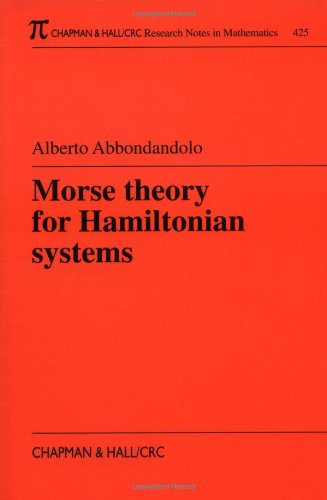 π CHAPMAN & HALL/CRC Research Notes in Mathematics 425
Alberto Abbondandolo
Morse theory
for Hamiltonian
systems
CHAPMAN & HALL/CRC